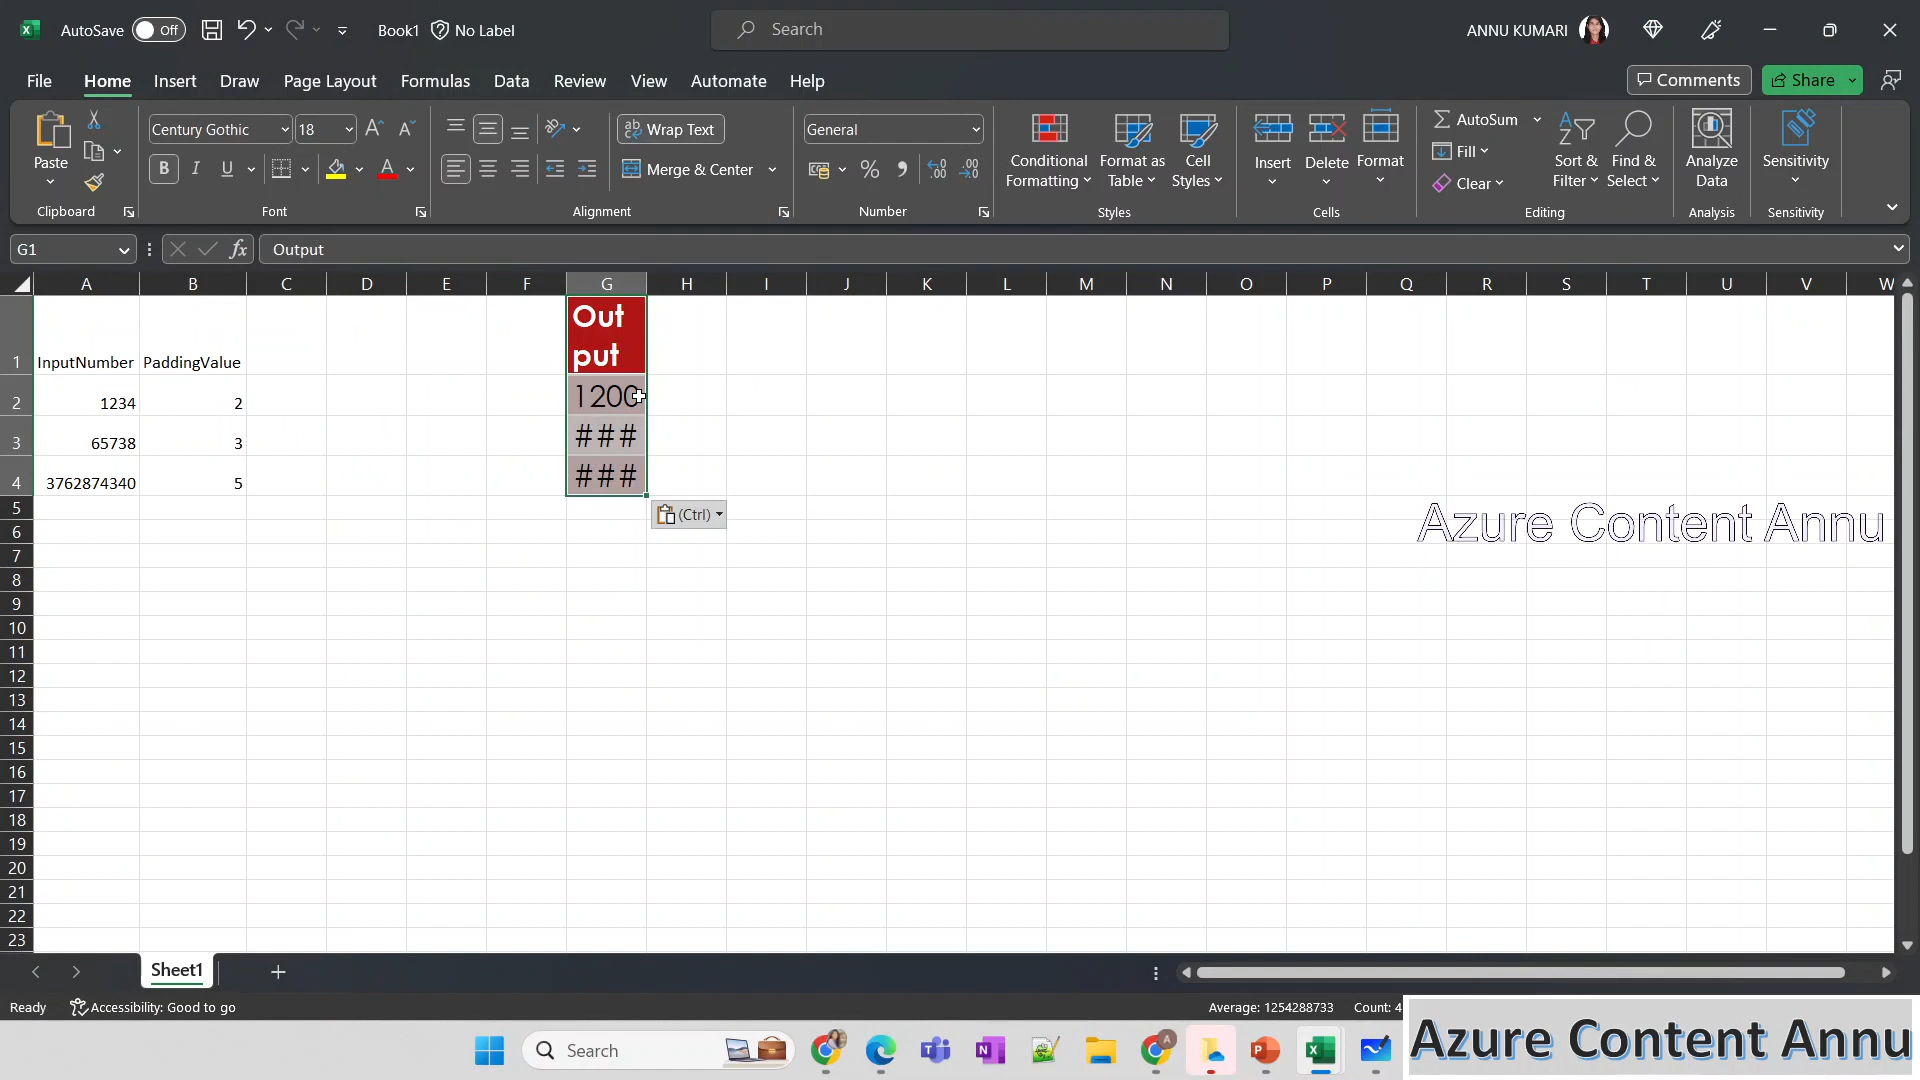 AutoSave Off Book1 No Label Search ANNU KUMARI
File Home Insert Draw Page Layout Formulas Data Review View Automate Help Comments Share
Paste Century Gothic 18 Wrap Text General Conditional Formatting Format as Table Cell Styles Insert Delete Format AutoSum Sort & Filter Find & Select Analyze Data Sensitivity
B I U Merge & Center % Fill Clear
Clipboard Font Alignment Number Styles Cells Editing Analysis Sensitivity
G1 fx Output
A B C D E F G H I J K L M N O P Q R S T U V W
1 InputNumber PaddingValue Out
put
2 1234 2 1200
3 65738 3 ###
4 3762874340 5 ###
5 (Ctrl)
6 Azure Content Annu
7
8
9
10
11
12
13
14
15
16
17
18
19
20
21
22
23
Sheet1
Ready Accessibility: Good to go Average: 1254288733 Count: 4
Search Azure Content Annu